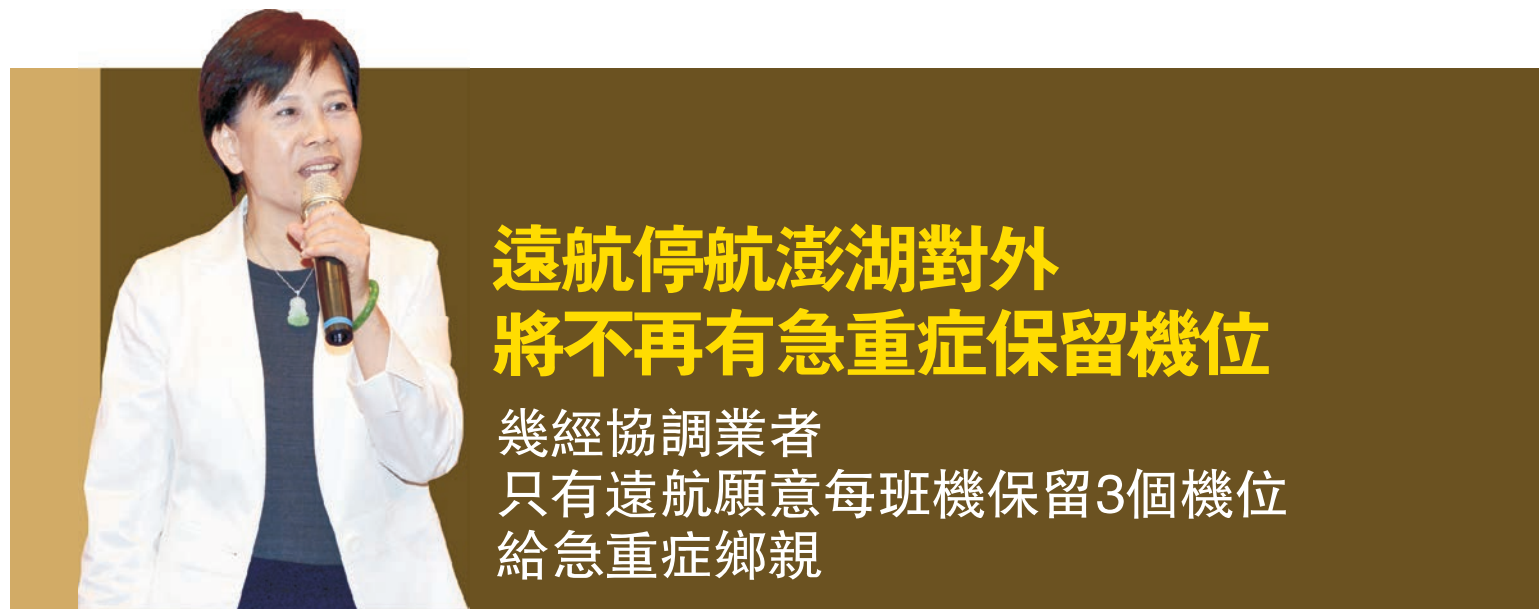 遠航停航澎湖對外
將不再有急重症保留機位
幾經協調業者
只有遠航願意每班機保留3個機位
給急重症鄉親